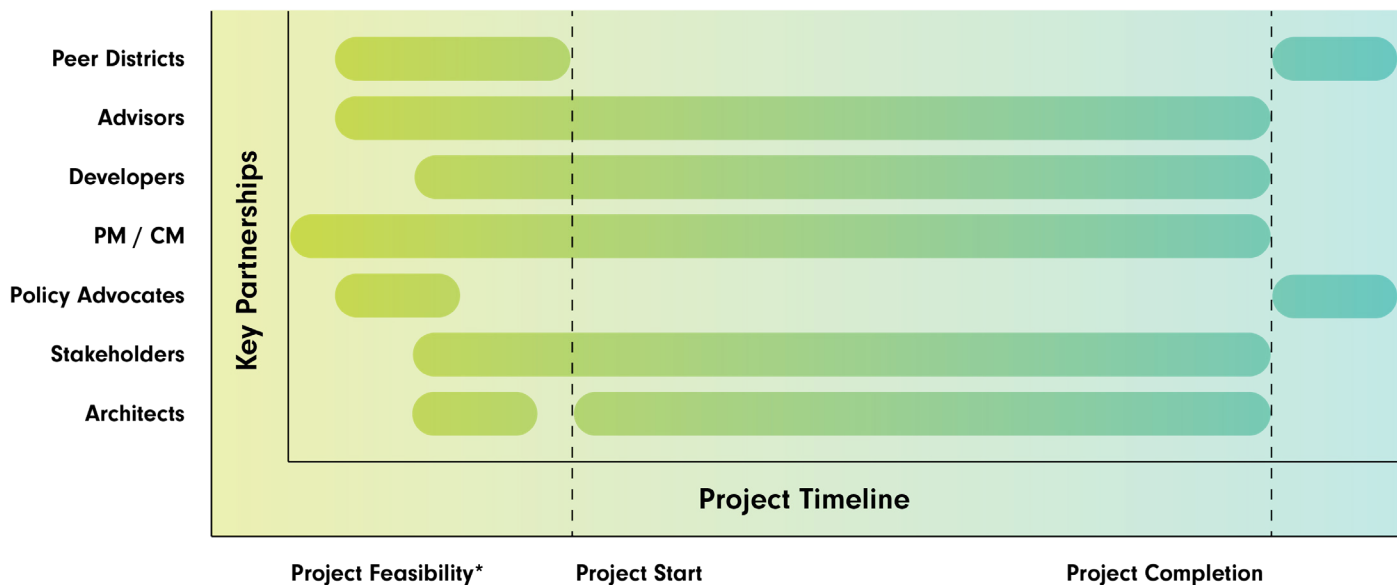 Peer Districts
Advisors
Developers
PM / CM
Policy Advocates
Stakeholders
Architects
Key Partnerships
Project Timeline
Project Feasibility*
Project Start
Project Completion